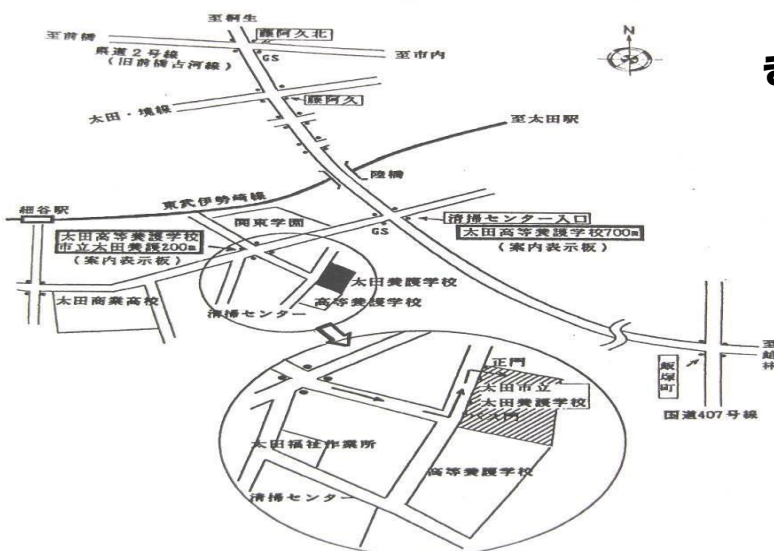 至桐生
藤阿久北
至前橋
県道2号線
(旧前橋古河線)
GS
至市内
N
太田・境線
藤阿久
至太田駅
陸橋
東武伊勢崎線
細谷駅
関東学園
清掃センター入口
GS
太田高等養護学校700m
(案内表示板)
太田高等養護学校
市立太田養護200m
(案内表示板)
太田養護学校
高等養護学校
太田商業高校
清掃センター
至
館
林
飯
塚
町
国道407号線
正門
太田市立
太田養護学校
太田福祉作業所
高等養護学校
清掃センター